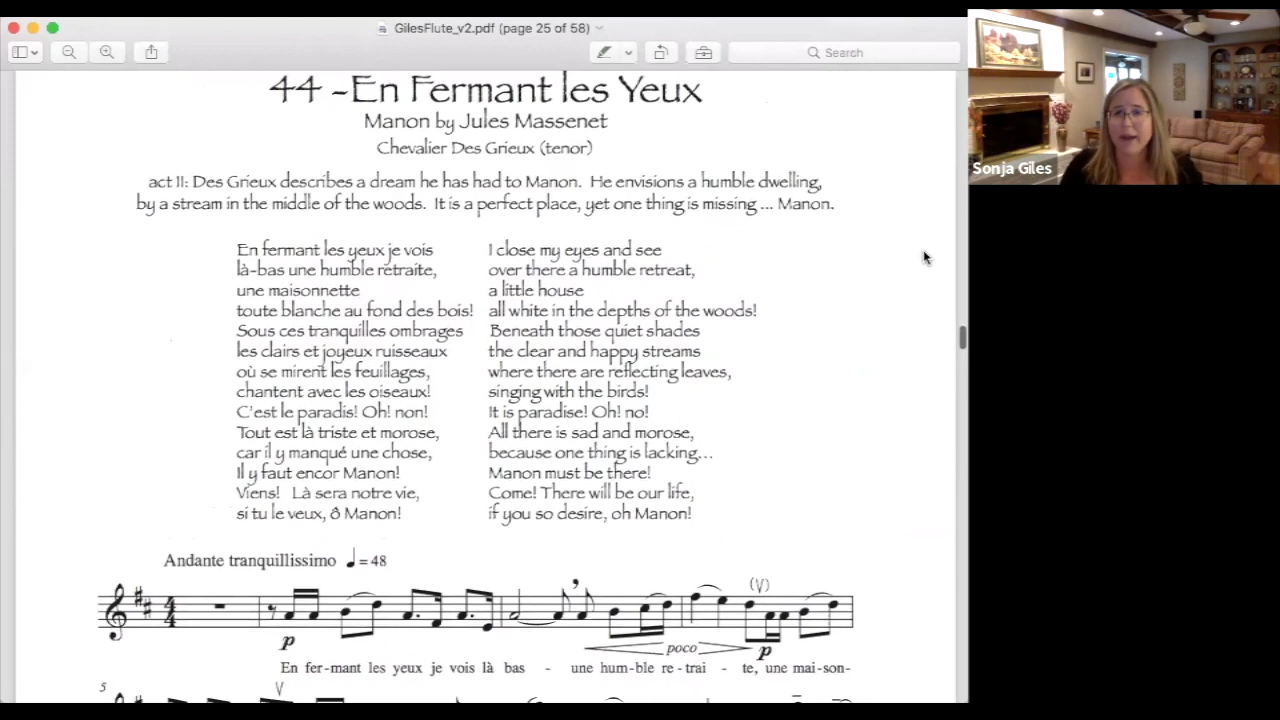 GilesFlute_v2.pdf (page 25 of 58)
Search
Sonja Giles
44 -En Fermant les Yeux
Manon by Jules Massenet
Chevalier Des Grieux (tenor)
act II: Des Grieux describes a dream he has had to Manon. He envisions a humble dwelling,
by a stream in the middle of the woods. It is a perfect place, yet one thing is missing ... Manon.
En fermant les yeux je vois
là-bas une humble retraite,
une maisonnette
toute blanche au fond des bois!
Sous ces tranquilles ombrages
les clairs et joyeux ruisseaux
où se mirent les feuillages,
chantent avec les oiseaux!
C'est le paradis! Oh! non!
Tout est là triste et morose,
car il y manqué une chose,
Il y faut encor Manon!
Viens! Là sera notre vie,
si tu le veux, ô Manon!
I close my eyes and see
over there a humble retreat,
a little house
all white in the depths of the woods!
Beneath those quiet shades
the clear and happy streams
where there are reflecting leaves,
singing with the birds!
It is paradise! Oh! no!
All there is sad and morose,
because one thing is lacking...
Manon must be there!
Come! There will be our life,
if you so desire, oh Manon!
Andante tranquillissimo ♩ = 48
(V)
p
poco
p
En fer-mant les yeux je vois là bas - une hum-ble re-trai - te, une mai-son-
5
V